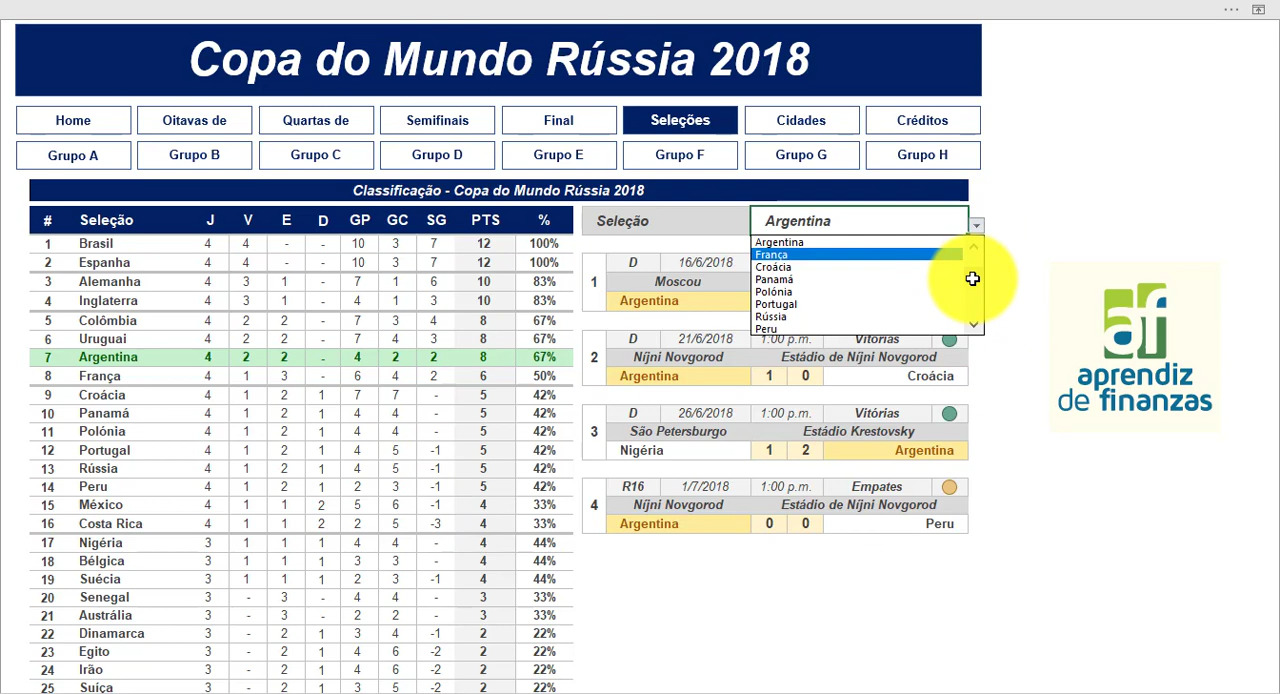 Copa do Mundo Rússia 2018
Home Oitavas de Quartas de Semifinais Final Seleções Cidades Créditos
Grupo A Grupo B Grupo C Grupo D Grupo E Grupo F Grupo G Grupo H
Classificação - Copa do Mundo Rússia 2018
# Seleção J V E D GP GC SG PTS %
1 Brasil 4 4 - - 10 3 7 12 100%
2 Espanha 4 4 - - 10 3 7 12 100%
3 Alemanha 4 3 1 - 7 1 6 10 83%
4 Inglaterra 4 3 1 - 4 1 3 10 83%
5 Colômbia 4 2 2 - 7 3 4 8 67%
6 Uruguai 4 2 2 - 7 4 3 8 67%
7 Argentina 4 2 2 - 4 2 2 8 67%
8 França 4 1 3 - 6 4 2 6 50%
9 Croácia 4 1 2 1 7 7 - 5 42%
10 Panamá 4 1 2 1 4 4 - 5 42%
11 Polónia 4 1 2 1 4 4 - 5 42%
12 Portugal 4 1 2 1 4 5 -1 5 42%
13 Rússia 4 1 2 1 4 5 -1 5 42%
14 Peru 4 1 2 1 2 3 -1 5 42%
15 México 4 1 1 2 5 6 -1 4 33%
16 Costa Rica 4 1 1 2 2 5 -3 4 33%
17 Nigéria 3 1 1 1 4 4 - 4 44%
18 Bélgica 3 1 1 1 3 3 - 4 44%
19 Suécia 3 1 1 1 2 3 -1 4 44%
20 Senegal 3 - 3 - 4 4 - 3 33%
21 Austrália 3 - 3 - 2 2 - 3 33%
22 Dinamarca 3 - 2 1 3 4 -1 2 22%
23 Egito 3 - 2 1 4 6 -2 2 22%
24 Irão 3 - 2 1 4 6 -2 2 22%
25 Suíça 3 - 2 1 3 5 -2 2 22%
Seleção Argentina
Argentina
França
Croácia
Panamá
Polónia
Portugal
Rússia
Peru
1 D 16/6/2018
Moscou
Argentina
2 D 21/6/2018 1:00 p.m. Vitórias
Níjni Novgorod Estádio de Níjni Novgorod
Argentina 1 0 Croácia
3 D 26/6/2018 1:00 p.m. Vitórias
São Petersburgo Estádio Krestovsky
Nigéria 1 2 Argentina
4 R16 1/7/2018 1:00 p.m. Empates
Níjni Novgorod Estádio de Níjni Novgorod
Argentina 0 0 Peru
af
aprendiz
de finanzas